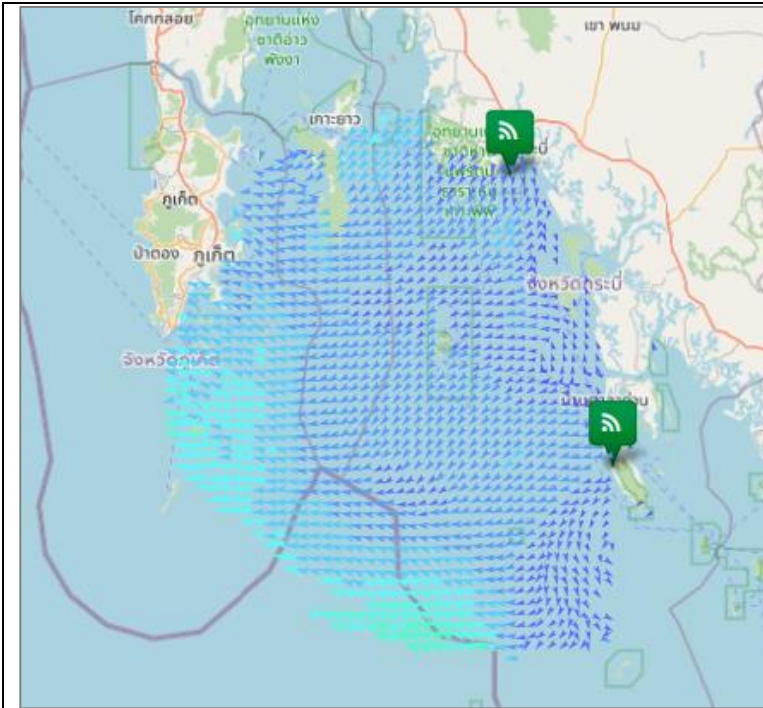 โคกกลอย
อุทยานแห่ง
ชาติอ่าว
พังงา
เขา พนม
เกาะยาว
ภูเก็ต
ป่าตอง
ภูเก็ต
จังหวัดกระบี่
จังหวัดภูเก็ต